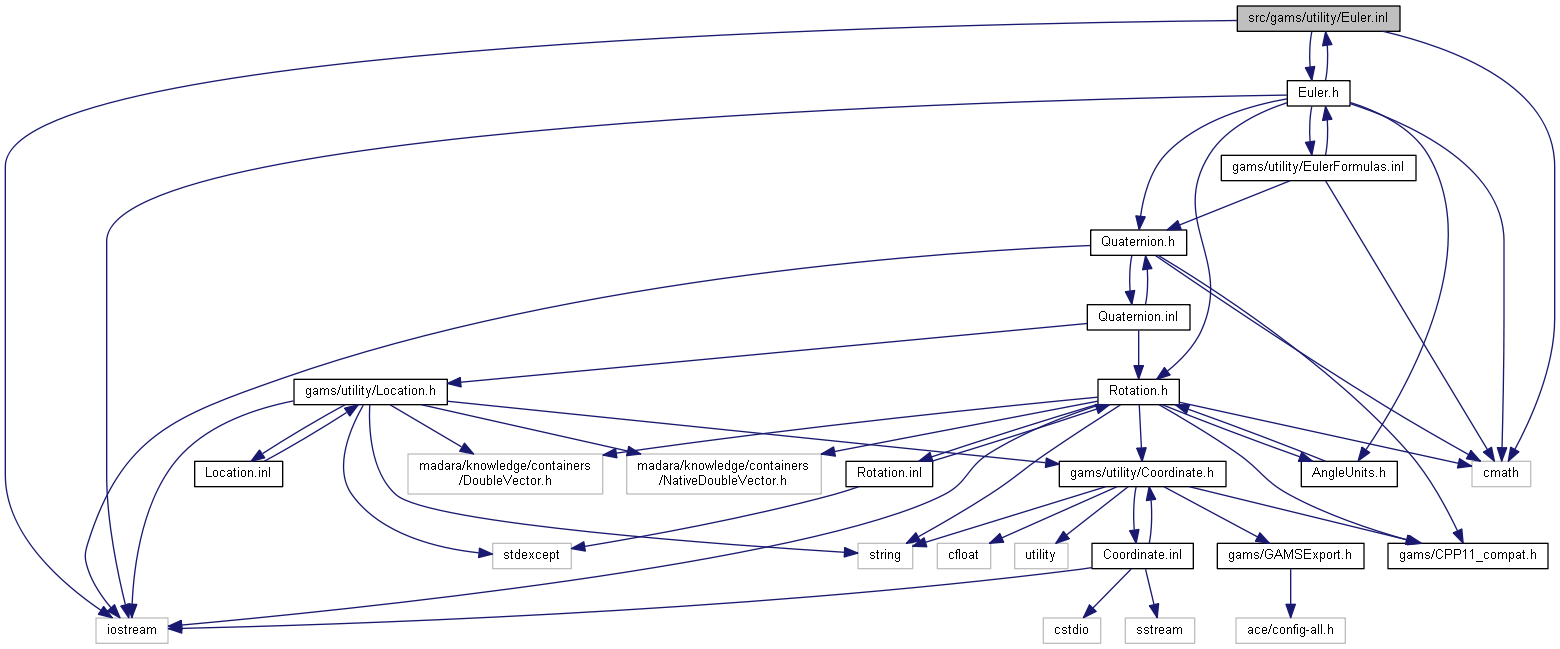 src/gams/utility/Euler.inl
Euler.h
gams/utility/EulerFormulas.inl
Quaternion.h
Quaternion.inl
gams/utility/Location.h
Rotation.h
Location.inl
madara/knowledge/containers
/DoubleVector.h
madara/knowledge/containers
/NativeDoubleVector.h
Rotation.inl
gams/utility/Coordinate.h
AngleUnits.h
cmath
stdexcept
string
cfloat
utility
Coordinate.inl
gams/GAMSExport.h
gams/CPP11_compat.h
iostream
cstdio
sstream
ace/config-all.h